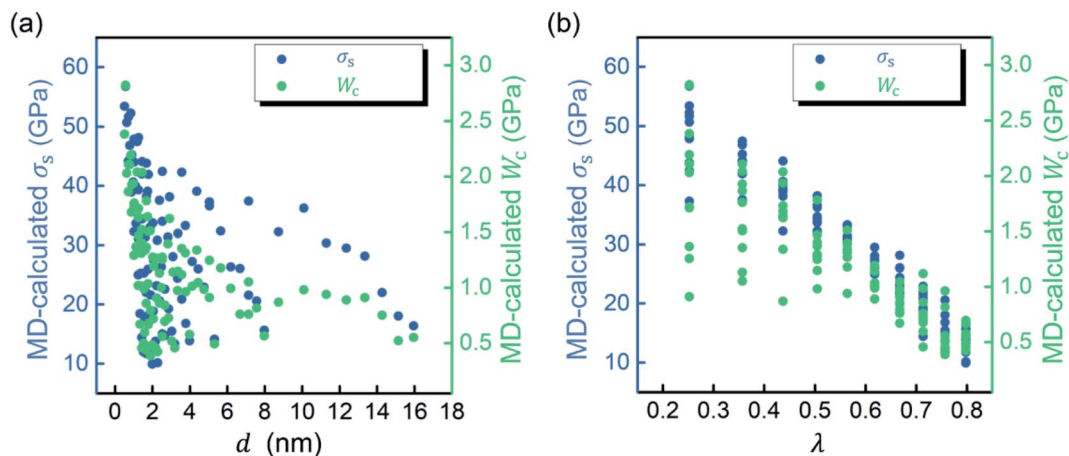 (a)
σs
Wc
MD-calculated σs (GPa)
60
50
40
30
20
10
MD-calculated Wc (GPa)
3.0
2.5
2.0
1.5
1.0
0.5
0 2 4 6 8 10 12 14 16 18
d (nm)
(b)
σs
Wc
MD-calculated σs (GPa)
60
50
40
30
20
10
MD-calculated Wc (GPa)
3.0
2.5
2.0
1.5
1.0
0.5
0.2 0.3 0.4 0.5 0.6 0.7 0.8
λ